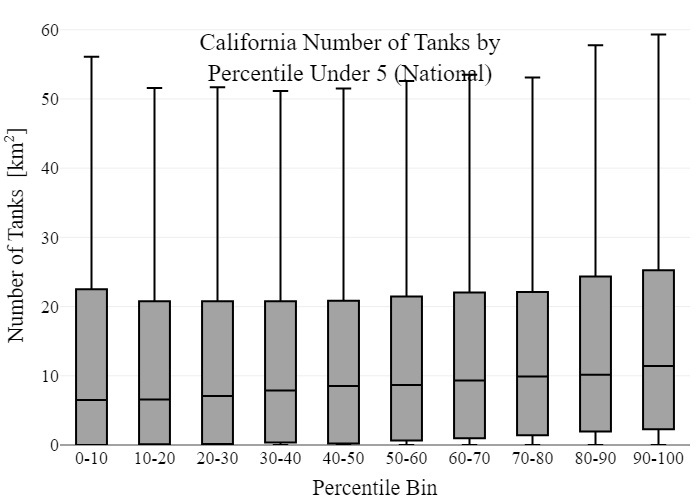 California Number of Tanks by
Percentile Under 5 (National)
Number of Tanks [km²]
60
50
40
30
20
10
0
0-10 10-20 20-30 30-40 40-50 50-60 60-70 70-80 80-90 90-100
Percentile Bin